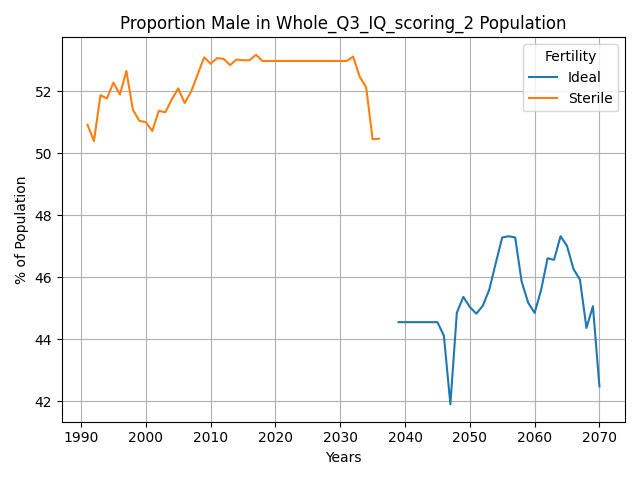 Proportion Male in Whole_Q3_IQ_scoring_2 Population
Fertility
Ideal
Sterile
% of Population
52
50
48
46
44
42
1990 2000 2010 2020 2030 2040 2050 2060 2070
Years